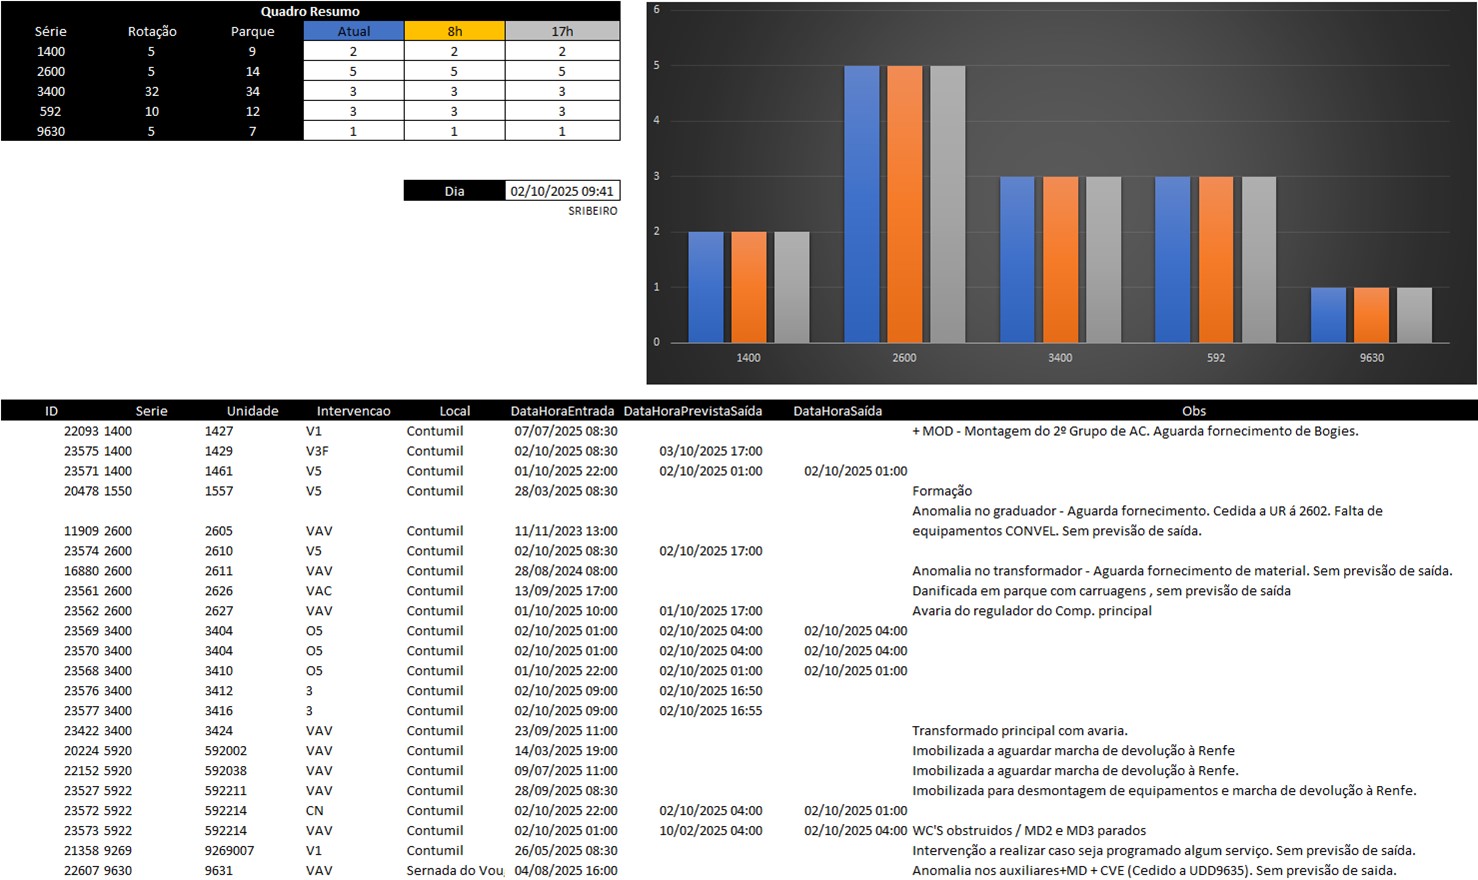 Quadro Resumo
Série Rotação Parque Atual 8h 17h
1400 5 9 2 2 2
2600 5 14 5 5 5
3400 32 34 3 3 3
592 10 12 3 3 3
9630 5 7 1 1 1
Dia 02/10/2025 09:41
SRIBEIRO
6
5
4
3
2
1
0
1400 2600 3400 592 9630
ID Serie Unidade Intervencao Local DataHoraEntrada DataHoraPrevistaSaída DataHoraSaída Obs
22093 1400 1427 V1 Contumil 07/07/2025 08:30 + MOD - Montagem do 2º Grupo de AC. Aguarda fornecimento de Bogies.
23575 1400 1429 V3F Contumil 02/10/2025 08:30 03/10/2025 17:00
23571 1400 1461 V5 Contumil 01/10/2025 22:00 02/10/2025 01:00 02/10/2025 01:00
20478 1550 1557 V5 Contumil 28/03/2025 08:30 Formação
Anomalia no graduador - Aguarda fornecimento. Cedida a UR á 2602. Falta de
11909 2600 2605 VAV Contumil 11/11/2023 13:00 equipamentos CONVEL. Sem previsão de saída.
23574 2600 2610 V5 Contumil 02/10/2025 08:30 02/10/2025 17:00
16880 2600 2611 VAV Contumil 28/08/2024 08:00 Anomalia no transformador - Aguarda fornecimento de material. Sem previsão de saída.
23561 2600 2626 VAC Contumil 13/09/2025 17:00 Danificada em parque com carruagens , sem previsão de saída
23562 2600 2627 VAV Contumil 01/10/2025 10:00 01/10/2025 17:00 Avaria do regulador do Comp. principal
23569 3400 3404 O5 Contumil 02/10/2025 01:00 02/10/2025 04:00 02/10/2025 04:00
23570 3400 3404 O5 Contumil 02/10/2025 01:00 02/10/2025 04:00 02/10/2025 04:00
23568 3400 3410 O5 Contumil 01/10/2025 22:00 02/10/2025 01:00 02/10/2025 01:00
23576 3400 3412 3 Contumil 02/10/2025 09:00 02/10/2025 16:50
23577 3400 3416 3 Contumil 02/10/2025 09:00 02/10/2025 16:55
23422 3400 3424 VAV Contumil 23/09/2025 11:00 Transformado principal com avaria.
20224 5920 592002 VAV Contumil 14/03/2025 19:00 Imobilizada a aguardar marcha de devolução à Renfe
22152 5920 592038 VAV Contumil 09/07/2025 11:00 Imobilizada a aguardar marcha de devolução à Renfe.
23527 5922 592211 VAV Contumil 28/09/2025 08:30 Imobilizada para desmontagem de equipamentos e marcha de devolução à Renfe.
23572 5922 592214 CN Contumil 02/10/2025 22:00 02/10/2025 04:00 02/10/2025 01:00
23573 5922 592214 VAV Contumil 02/10/2025 01:00 10/02/2025 04:00 02/10/2025 04:00 WC'S obstruidos / MD2 e MD3 parados
21358 9269 9269007 V1 Contumil 26/05/2025 08:30 Intervenção a realizar caso seja programado algum serviço. Sem previsão de saída.
22607 9630 9631 VAV Sernada do Vou 04/08/2025 16:00 Anomalia nos auxiliares+MD + CVE (Cedido a UDD9635). Sem previsão de saida.